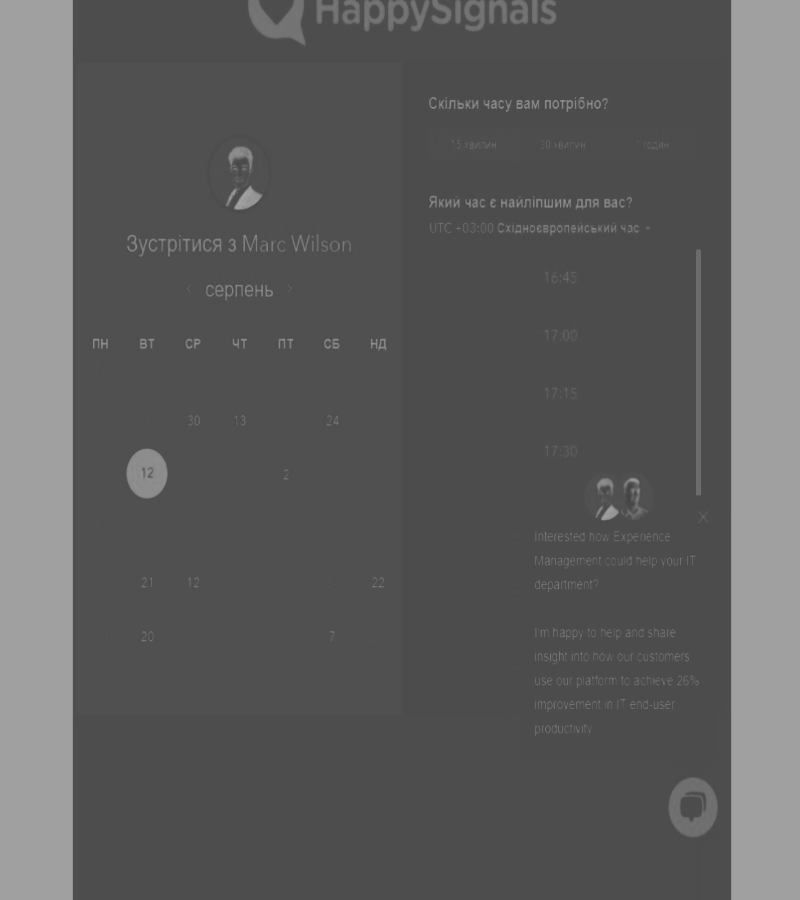 HappySignals
Зустрітися з Marc Wilson
серпень
ПН ВТ СР ЧТ ПТ СБ НД
30 13 24
12 2
21 12 22
20 7
Скільки часу вам потрібно?
15 хвилин 30 хвилин 1 годин
Який час є найліпшим для вас?
UTC +03:00 Східноєвропейський час
16:45
17:00
17:15
17:30
Interested how Experience
Management could help your IT
department?
I'm happy to help and share
insight into how our customers
use our platform to achieve 26%
improvement in IT end-user
productivity